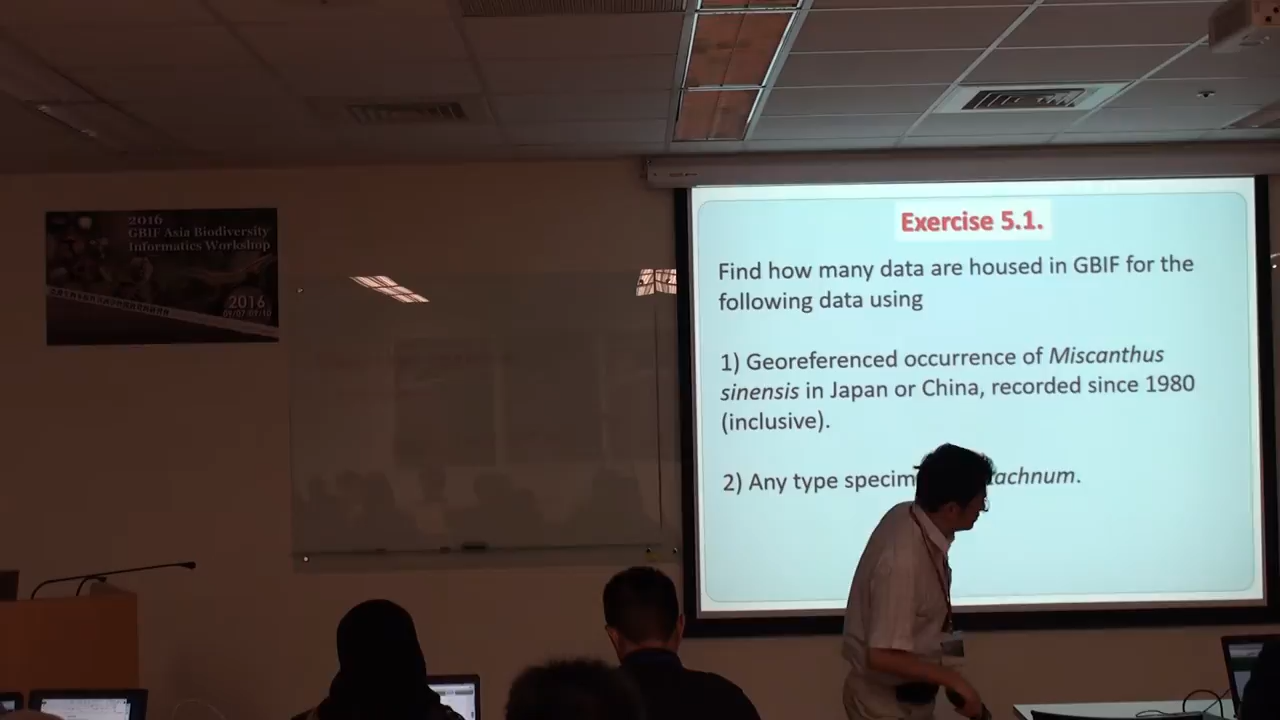 2016
GBIF Asia Biodiversity
Informatics Workshop
2016
Exercise 5.1.
Find how many data are housed in GBIF for the
following data using
1) Georeferenced occurrence of Miscanthus
sinensis in Japan or China, recorded since 1980
(inclusive).
2) Any type specim achnum.